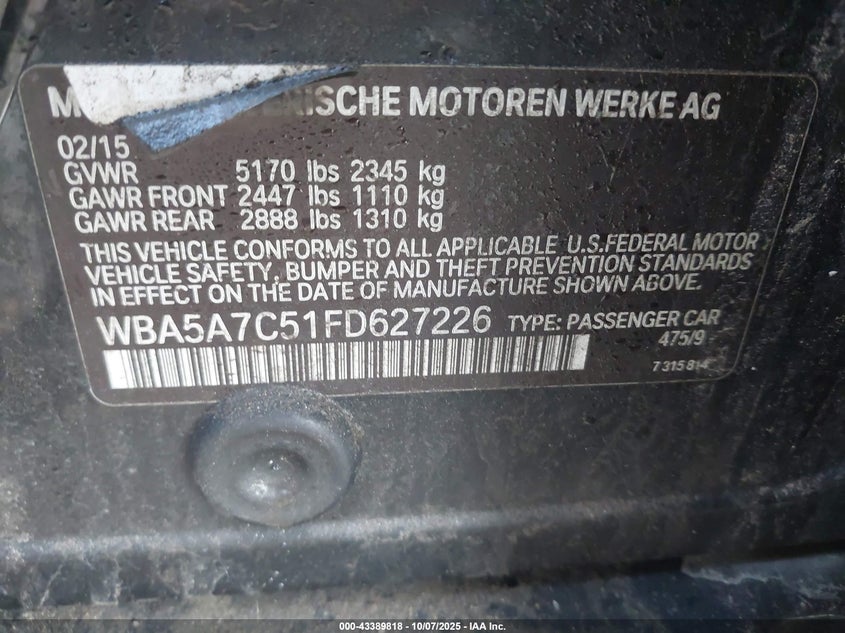 NISCHE MOTOREN WERKE AG
02/15
GVWR 5170 lbs 2345 kg
GAWR FRONT 2447 lbs 1110 kg
GAWR REAR 2888 lbs 1310 kg
THIS VEHICLE CONFORMS TO ALL APPLICABLE U.S.FEDERAL MOTOR
VEHICLE SAFETY, BUMPER AND THEFT PREVENTION STANDARDS
IN EFFECT ON THE DATE OF MANUFACTURE SHOWN ABOVE.
WBA5A7C51FD627226 TYPE: PASSENGER CAR
475/9
7315814
000-43389818 - 10/07/2025 - IAA Inc.